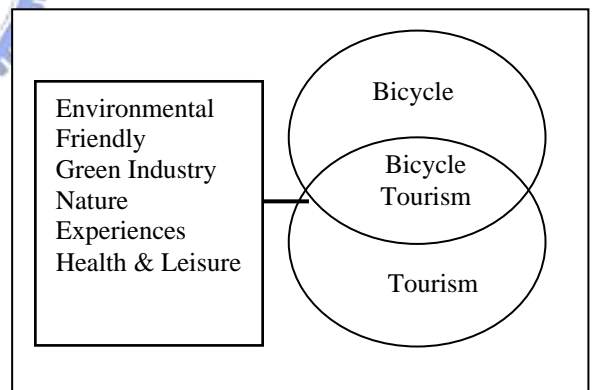 Environmental
Friendly
Green Industry
Nature
Experiences
Health & Leisure
Bicycle
Bicycle
Tourism
Tourism